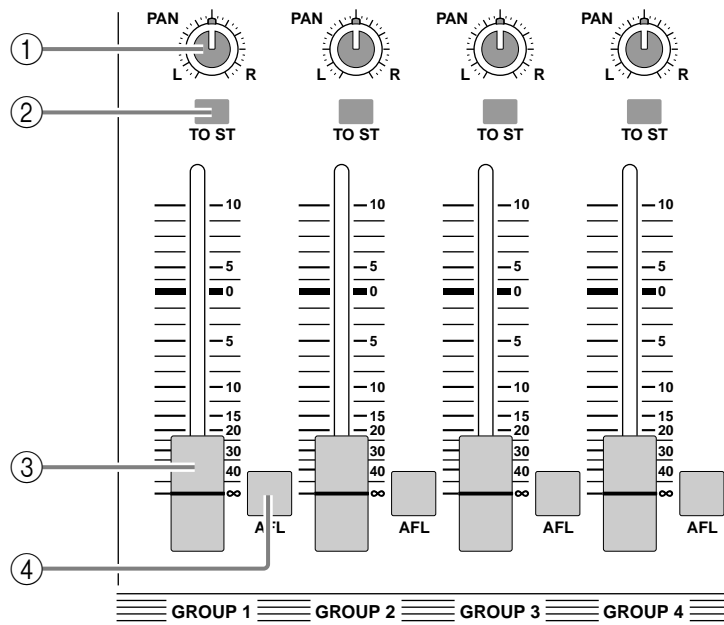 PAN PAN PAN PAN
① L R L R L R L R
②
TO ST TO ST TO ST TO ST
10 10 10 10
5 5 5 5
0 0 0 0
5 5 5 5
10 10 10 10
15 15 15 15
20 20 20 20
30 30 30 30
③ 40 40 40 40
∞ ∞ ∞ ∞
AFL AFL AFL AFL
④
GROUP 1 GROUP 2 GROUP 3 GROUP 4